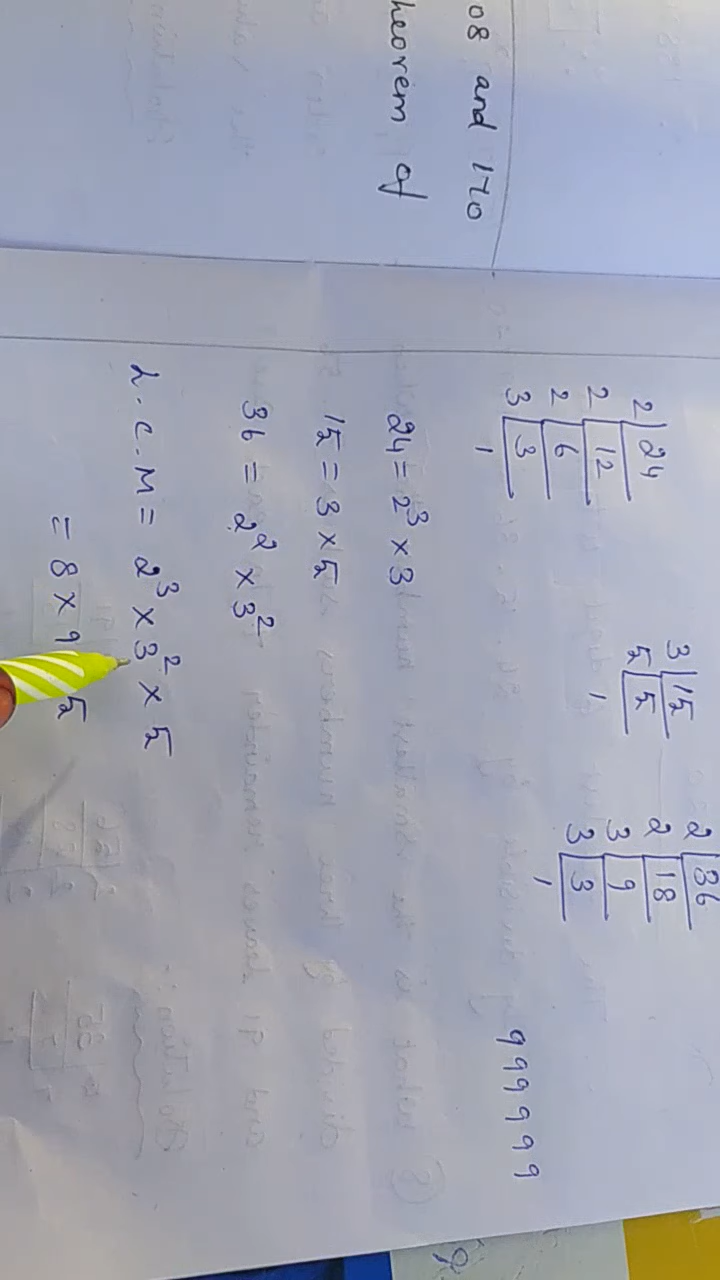 08 and 170
heorem of
2 24
2 12
2 6
3 3
1
3 15
5 5
1
2 36
2 18
3 9
3 3
1
999999
24 = 2³ × 3
15 = 3 × 5
36 = 2² × 3²
L.C.M = 2³ × 3² × 5
= 8 × 9 5